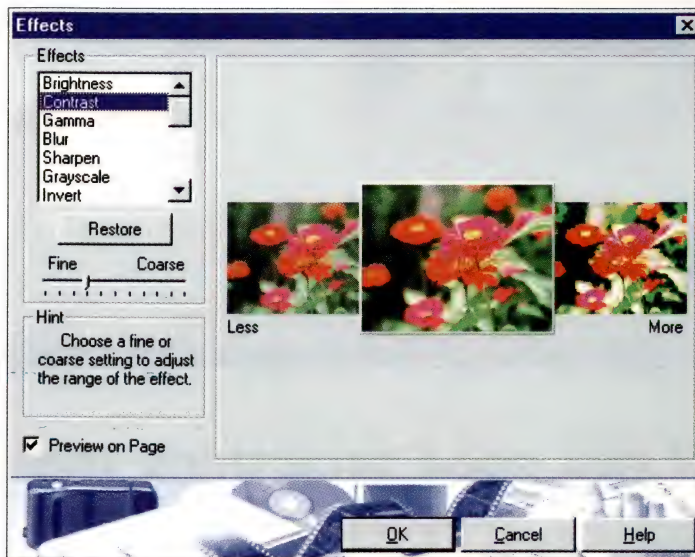 Effects
Effects
Brightness
Contrast
Gamma
Blur
Sharpen
Grayscale
Invert
Restore
Fine Coarse
Hint
Choose a fine or
coarse setting to adjust
the range of the effect.
Preview on Page
Less
More
OK
Cancel
Help